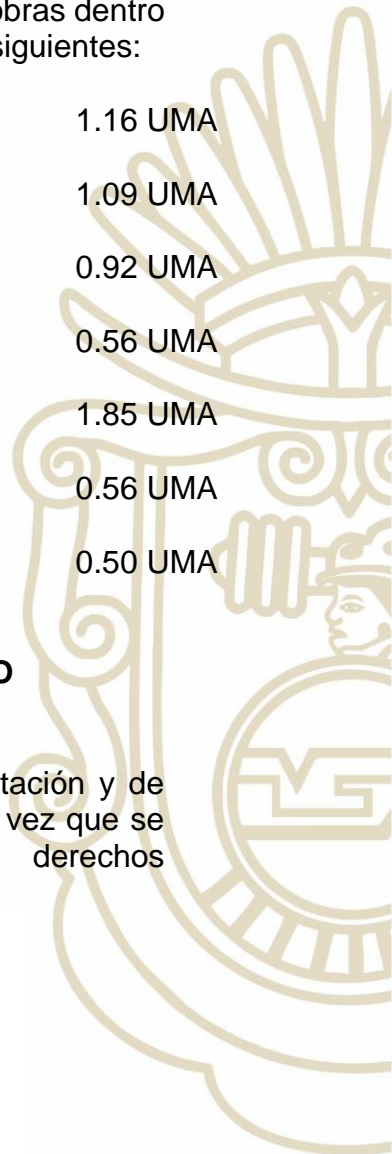 obras dentro
siguientes:
1.16 UMA
1.09 UMA
0.92 UMA
0.56 UMA
1.85 UMA
0.56 UMA
0.50 UMA
O
tación y de
vez que se
derechos